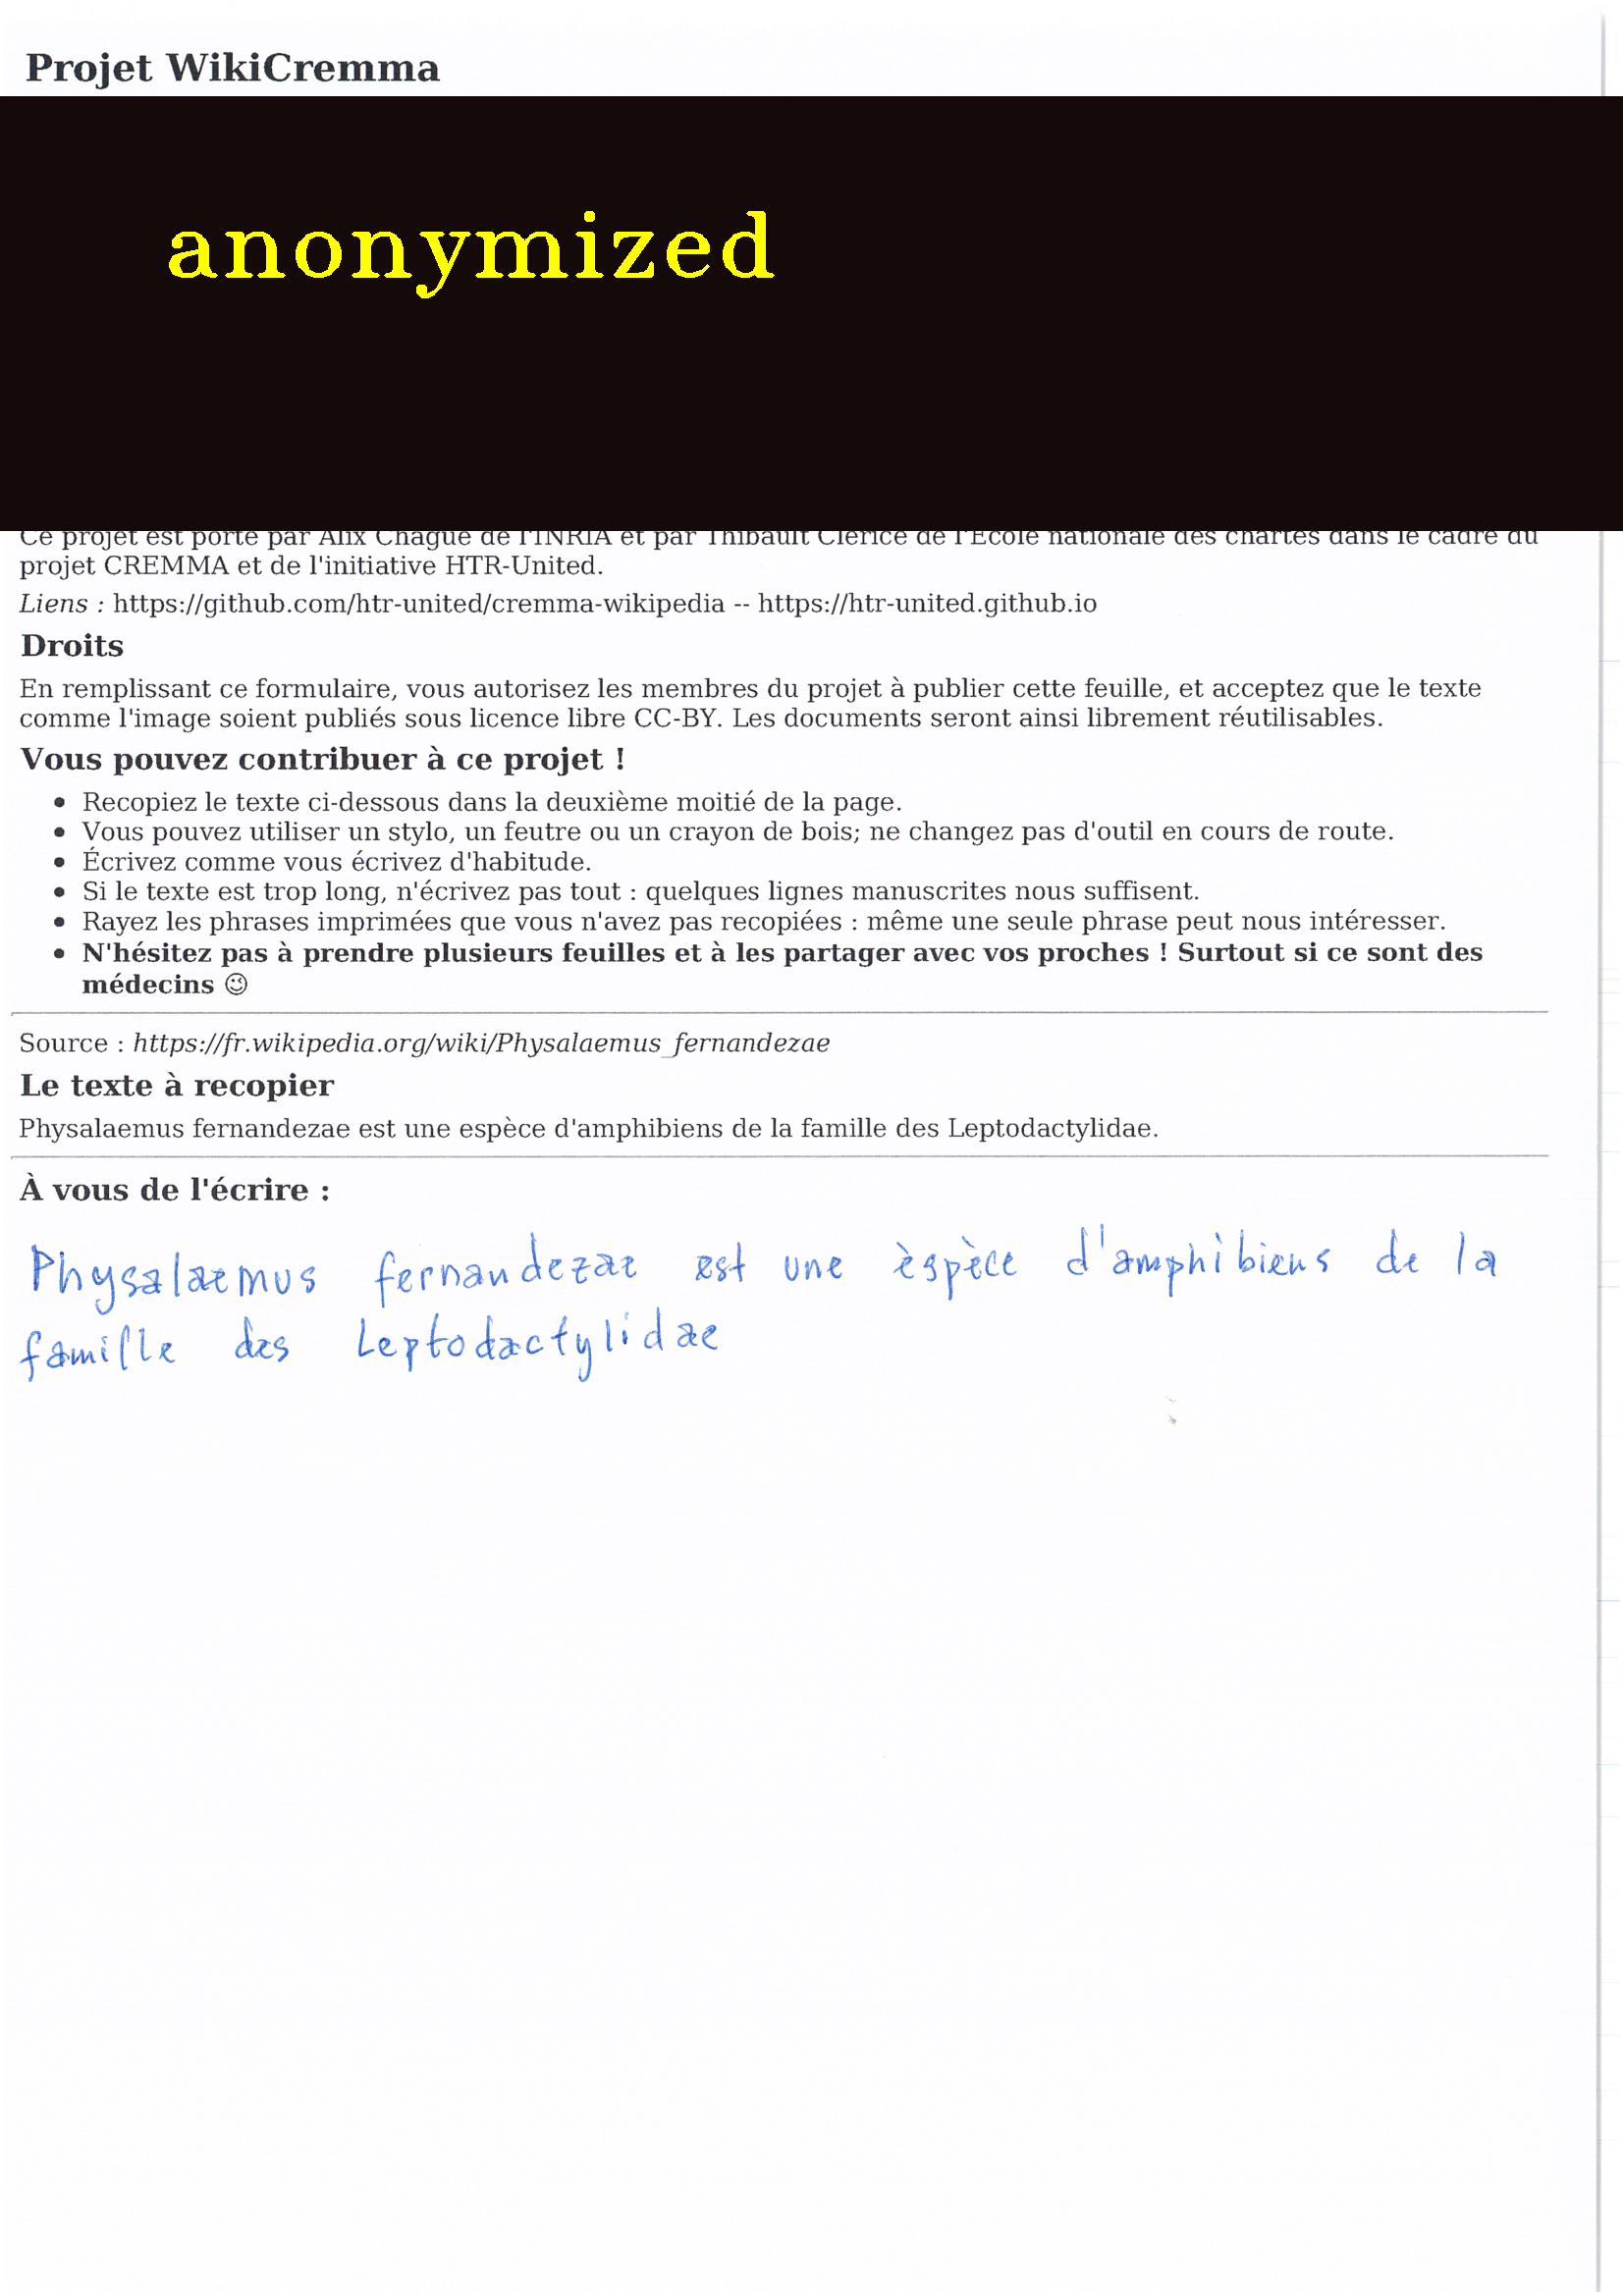 Projet WikiCremma
anonymized
Ce projet est porté par Alix Chagué de l'INRIA et par Thibault Clérice de l'École nationale des chartes dans le cadre du
projet CREMMA et de l'initiative HTR-United.
Liens : https://github.com/htr-united/cremma-wikipedia -- https://htr-united.github.io
Droits
En remplissant ce formulaire, vous autorisez les membres du projet à publier cette feuille, et acceptez que le texte
comme l'image soient publiés sous licence libre CC-BY. Les documents seront ainsi librement réutilisables.
Vous pouvez contribuer à ce projet !
• Recopiez le texte ci-dessous dans la deuxième moitié de la page.
• Vous pouvez utiliser un stylo, un feutre ou un crayon de bois; ne changez pas d'outil en cours de route.
• Écrivez comme vous écrivez d'habitude.
• Si le texte est trop long, n'écrivez pas tout : quelques lignes manuscrites nous suffisent.
• Rayez les phrases imprimées que vous n'avez pas recopiées : même une seule phrase peut nous intéresser.
• N'hésitez pas à prendre plusieurs feuilles et à les partager avec vos proches ! Surtout si ce sont des
médecins 😉
Source : https://fr.wikipedia.org/wiki/Physalaemus_fernandezae
Le texte à recopier
Physalaemus fernandezae est une espèce d'amphibiens de la famille des Leptodactylidae.
À vous de l'écrire :
Physalaemus fernandezae est une èspèce d'amphibiens de la
famille des Leptodactylidae